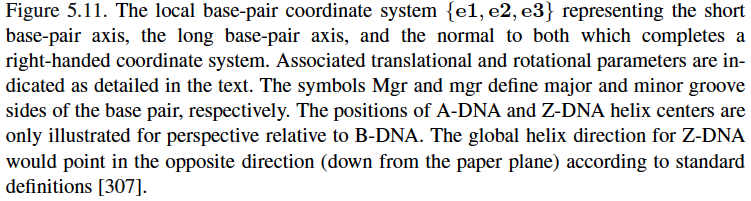 Figure 5.11. The local base-pair coordinate system {e1, e2, e3} representing the short
base-pair axis, the long base-pair axis, and the normal to both which completes a
right-handed coordinate system. Associated translational and rotational parameters are in-
dicated as detailed in the text. The symbols Mgr and mgr define major and minor groove
sides of the base pair, respectively. The positions of A-DNA and Z-DNA helix centers are
only illustrated for perspective relative to B-DNA. The global helix direction for Z-DNA
would point in the opposite direction (down from the paper plane) according to standard
definitions [307].